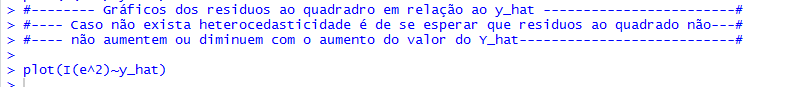 > #-------- Gráficos dos residuos ao quadradro em relação ao y_hat ------------------------#
> #---- Caso não exista heterocedasticidade é de se esperar que residuos ao quadrado não---#
> #---- não aumentem ou diminuem com o aumento do valor do Y_hat---------------------------#
>
> plot(I(e^2)~y_hat)
>